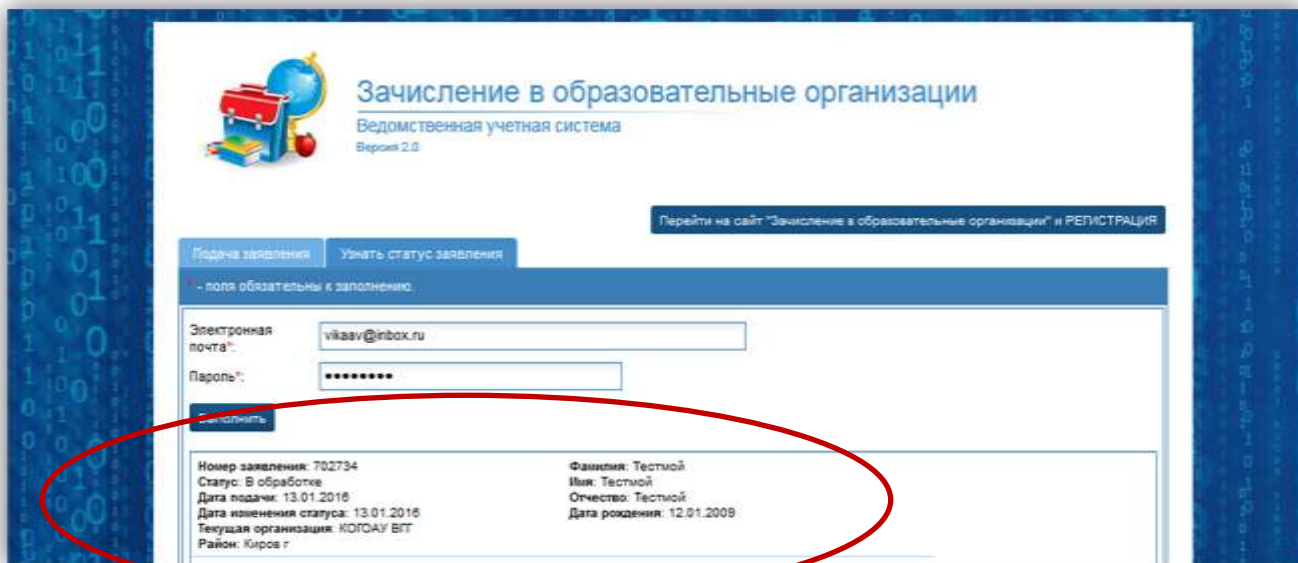 Зачисление в образовательные организации
Ведомственная учетная система
Версия 2.0
Перейти на сайт "Зачисление в образовательные организации" и РЕГИСТРАЦИЯ
Подача заявления
Узнать статус заявления
* - поля обязательны к заполнению.
Электронная
почта*:
vikaav@inbox.ru
Пароль*:
••••••••
Выполнить
Номер заявления: 702734
Статус: В обработке
Дата подачи: 13.01.2016
Дата изменения статуса: 13.01.2016
Текущая организация: КОГОАУ ВГГ
Район: Киров г
Фамилия: Тестмой
Имя: Тестмой
Отчество: Тестмой
Дата рождения: 12.01.2009